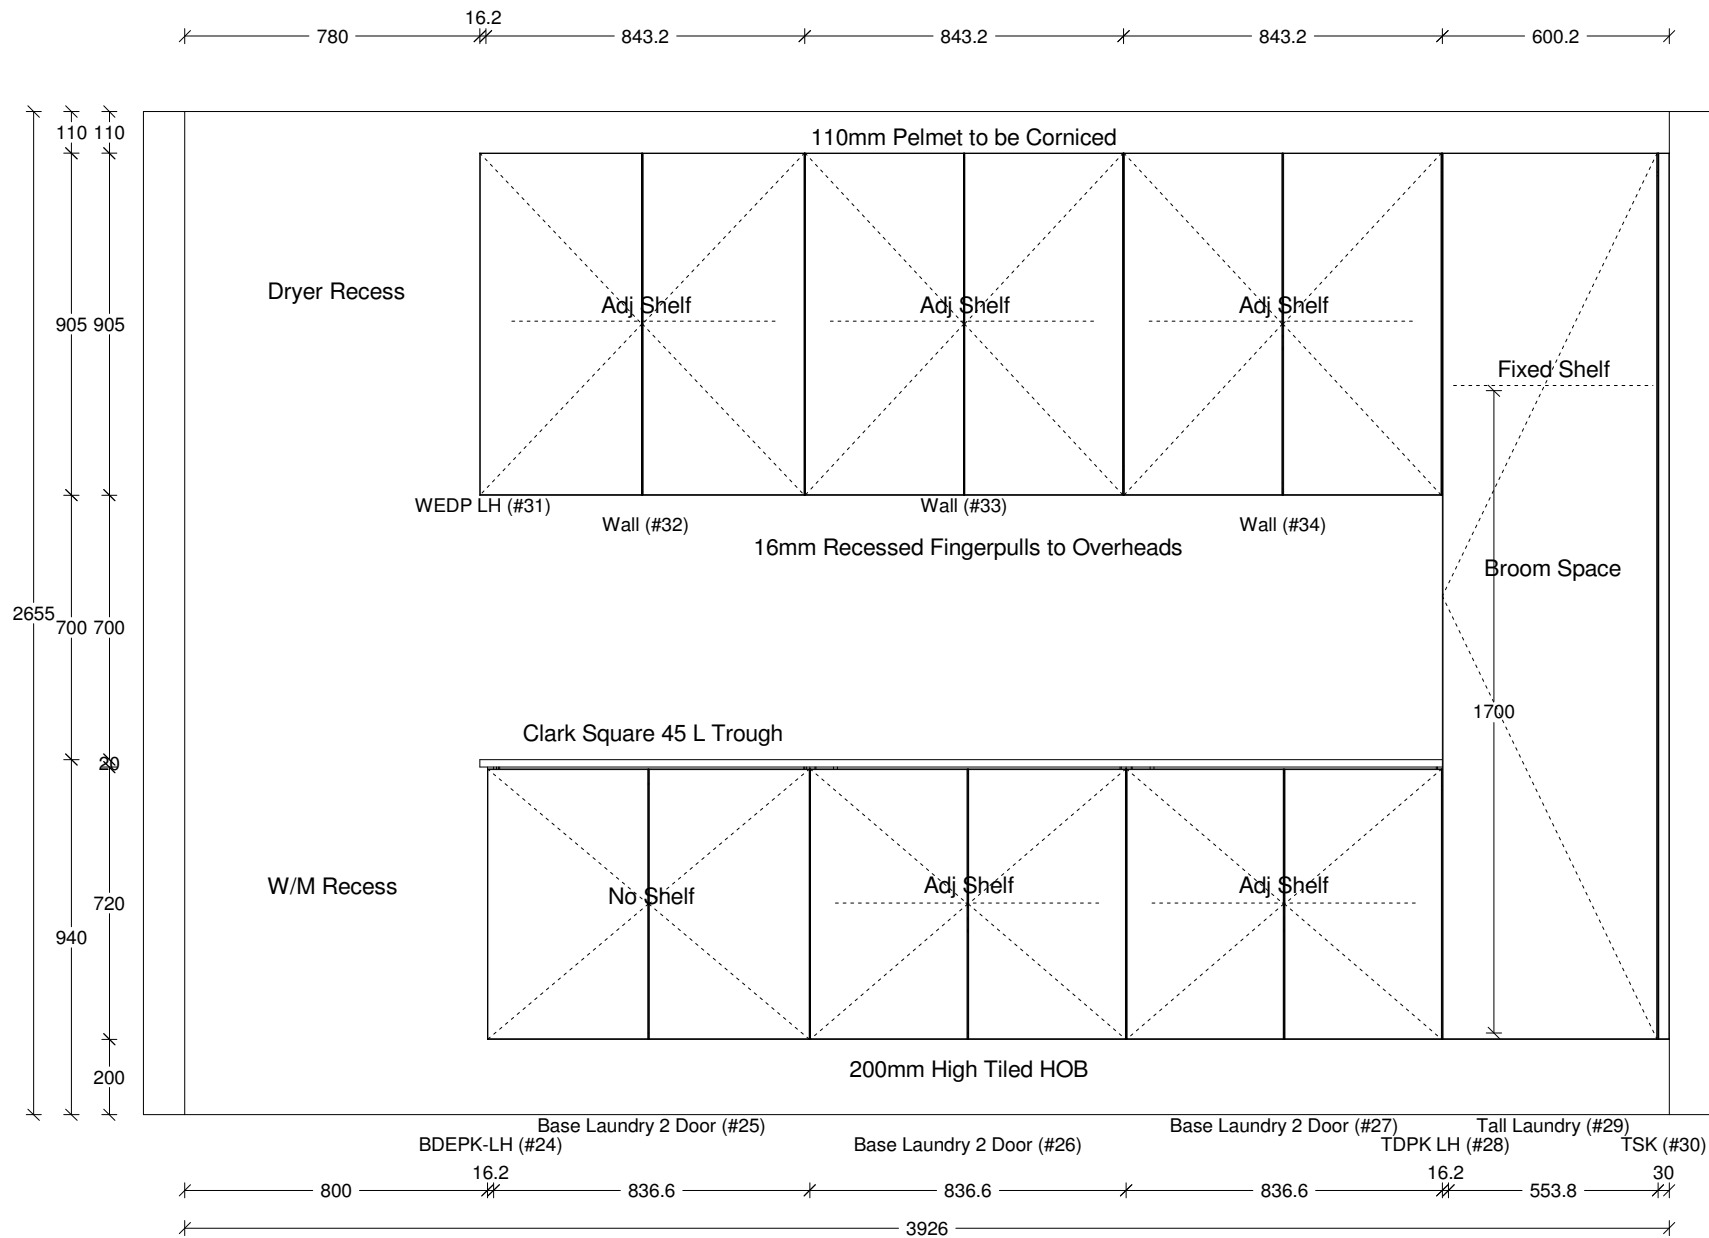 16.2
780
843.2
843.2
843.2
600.2
110
110
110mm Pelmet to be Corniced
Dryer Recess
Adj Shelf
Adj Shelf
Adj Shelf
905
905
Fixed Shelf
WEDP LH (#31)
Wall (#33)
Wall (#32)
Wall (#34)
16mm Recessed Fingerpulls to Overheads
Broom Space
2655
700
700
1700
Clark Square 45 L Trough
20
W/M Recess
No Shelf
Adj Shelf
Adj Shelf
720
940
200mm High Tiled HOB
200
Base Laundry 2 Door (#25)
Base Laundry 2 Door (#27)
Tall Laundry (#29)
BDEPK-LH (#24)
Base Laundry 2 Door (#26)
TDPK LH (#28)
TSK (#30)
16.2
16.2
30
800
836.6
836.6
836.6
553.8
3926